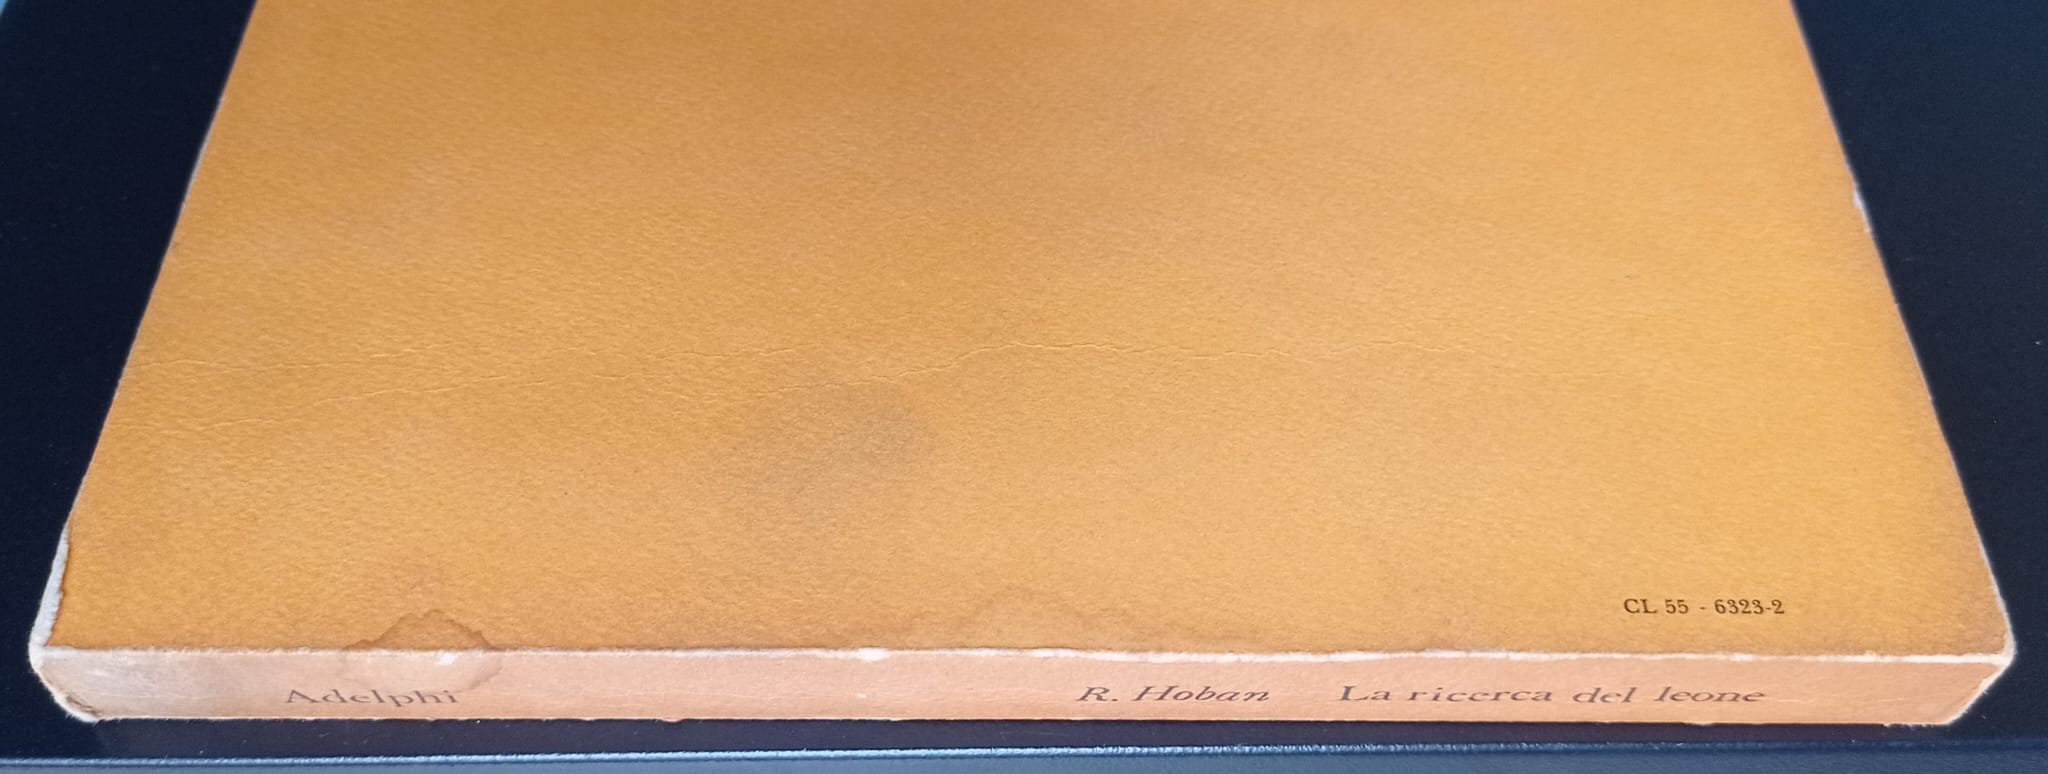 CL 55 - 6323-2
Adelphi R. Hoban La ricerca del leone